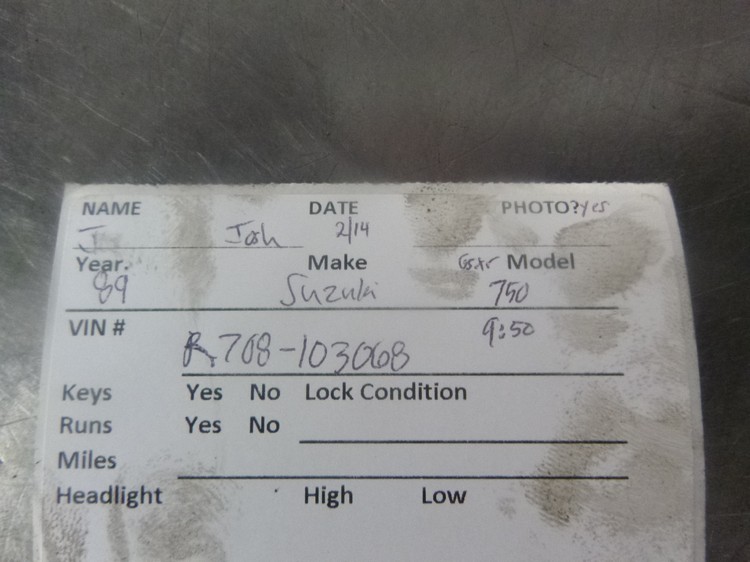 NAME DATE PHOTO? yes
J Josh 2/14
Year. Make Gsxr Model
89 Suzuki 750
VIN # 9:50
R708-103068
Keys Yes No Lock Condition
Runs Yes No
Miles
Headlight High Low